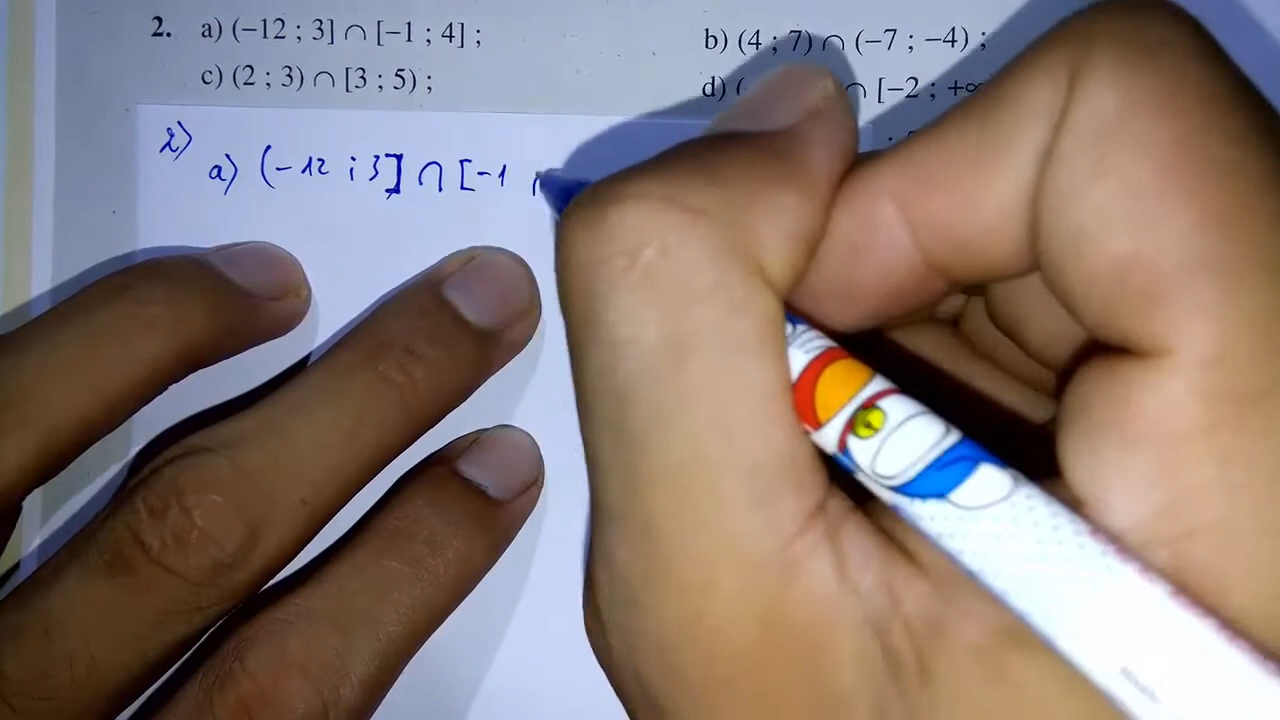 2. a) (−12 ; 3] ∩ [−1 ; 4] ; b) (4 ; 7) ∩ (−7 ; −4) ;
c) (2 ; 3) ∩ [3 ; 5) ; d) ( ∩ [−2 ; +∞
2)
a) (-12 ; 3] ∩ [-1